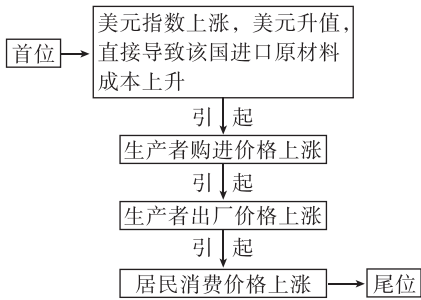 首位
美元指数上涨，美元升值，
直接导致该国进口原材料
成本上升
引起
生产者购进价格上涨
引起
生产者出厂价格上涨
引起
居民消费价格上涨
尾位